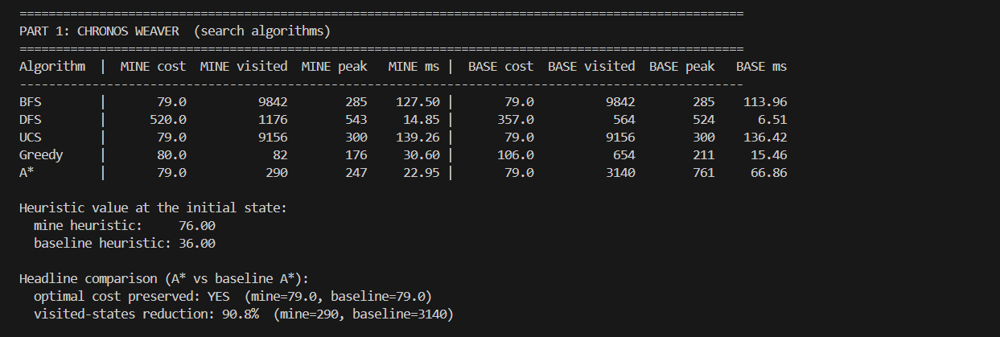 ====================================================================================================
PART 1: CHRONOS WEAVER  (search algorithms)
====================================================================================================
Algorithm  |  MINE cost  MINE visited  MINE peak   MINE ms |  BASE cost  BASE visited  BASE peak   BASE ms
----------------------------------------------------------------------------------------------------
BFS        |       79.0          9842        285    127.50 |       79.0          9842        285    113.96
DFS        |      520.0          1176        543     14.85 |      357.0           564        524      6.51
UCS        |       79.0          9156        300    139.26 |       79.0          9156        300    136.42
Greedy     |       80.0            82        176     30.60 |      106.0           654        211     15.46
A*         |       79.0           290        247     22.95 |       79.0          3140        761     66.86
Heuristic value at the initial state:
  mine heuristic:     76.00
  baseline heuristic: 36.00
Headline comparison (A* vs baseline A*):
  optimal cost preserved: YES  (mine=79.0, baseline=79.0)
  visited-states reduction: 90.8%  (mine=290, baseline=3140)